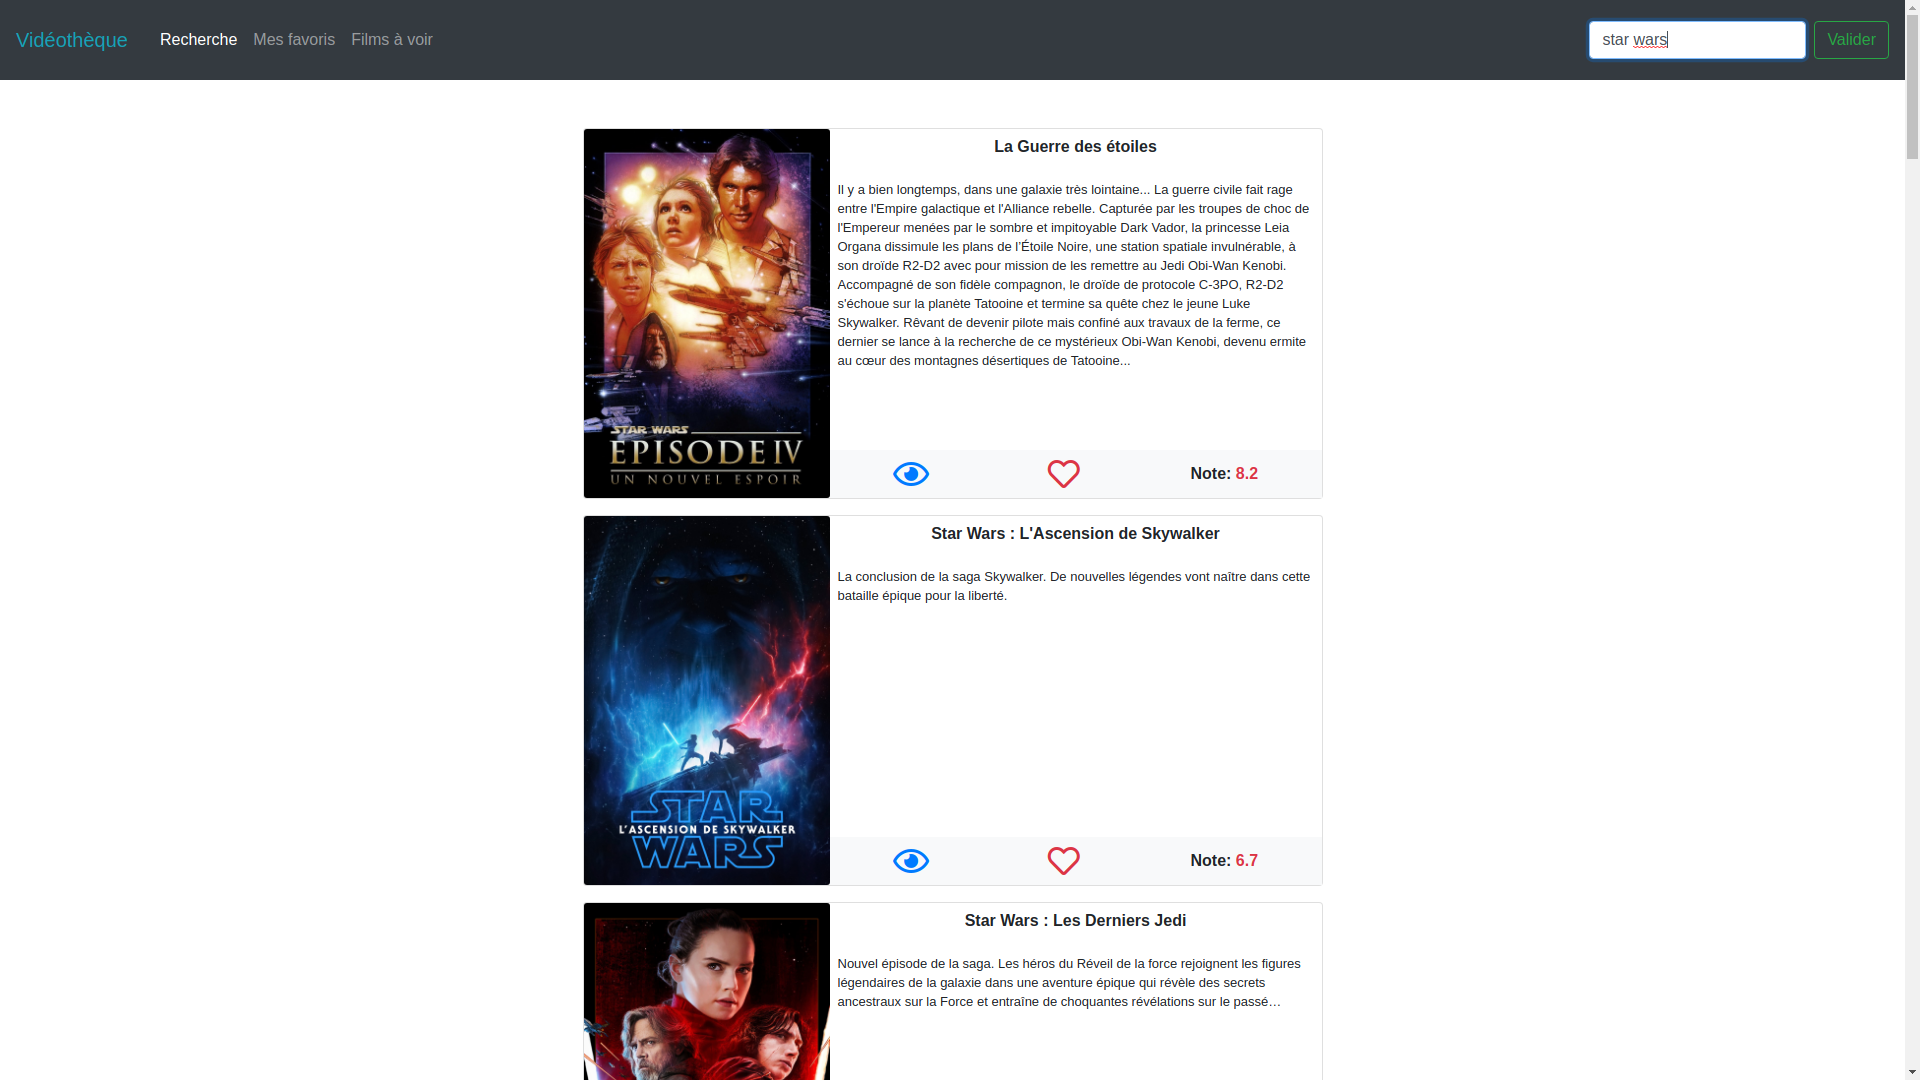 Vidéothèque
Recherche
Mes favoris
Films à voir
star wars
Valider
STAR WARS
EPISODE IV
UN NOUVEL ESPOIR
La Guerre des étoiles
Il y a bien longtemps, dans une galaxie très lointaine... La guerre civile fait rage
entre l'Empire galactique et l'Alliance rebelle. Capturée par les troupes de choc de
l'Empereur menées par le sombre et impitoyable Dark Vador, la princesse Leia
Organa dissimule les plans de l’Étoile Noire, une station spatiale invulnérable, à
son droïde R2-D2 avec pour mission de les remettre au Jedi Obi-Wan Kenobi.
Accompagné de son fidèle compagnon, le droïde de protocole C-3PO, R2-D2
s'échoue sur la planète Tatooine et termine sa quête chez le jeune Luke
Skywalker. Rêvant de devenir pilote mais confiné aux travaux de la ferme, ce
dernier se lance à la recherche de ce mystérieux Obi-Wan Kenobi, devenu ermite
au cœur des montagnes désertiques de Tatooine...
Note: 8.2
STAR
L'ASCENSION DE SKYWALKER
WARS
Star Wars : L'Ascension de Skywalker
La conclusion de la saga Skywalker. De nouvelles légendes vont naître dans cette
bataille épique pour la liberté.
Note: 6.7
Star Wars : Les Derniers Jedi
Nouvel épisode de la saga. Les héros du Réveil de la force rejoignent les figures
légendaires de la galaxie dans une aventure épique qui révèle des secrets
ancestraux sur la Force et entraîne de choquantes révélations sur le passé…